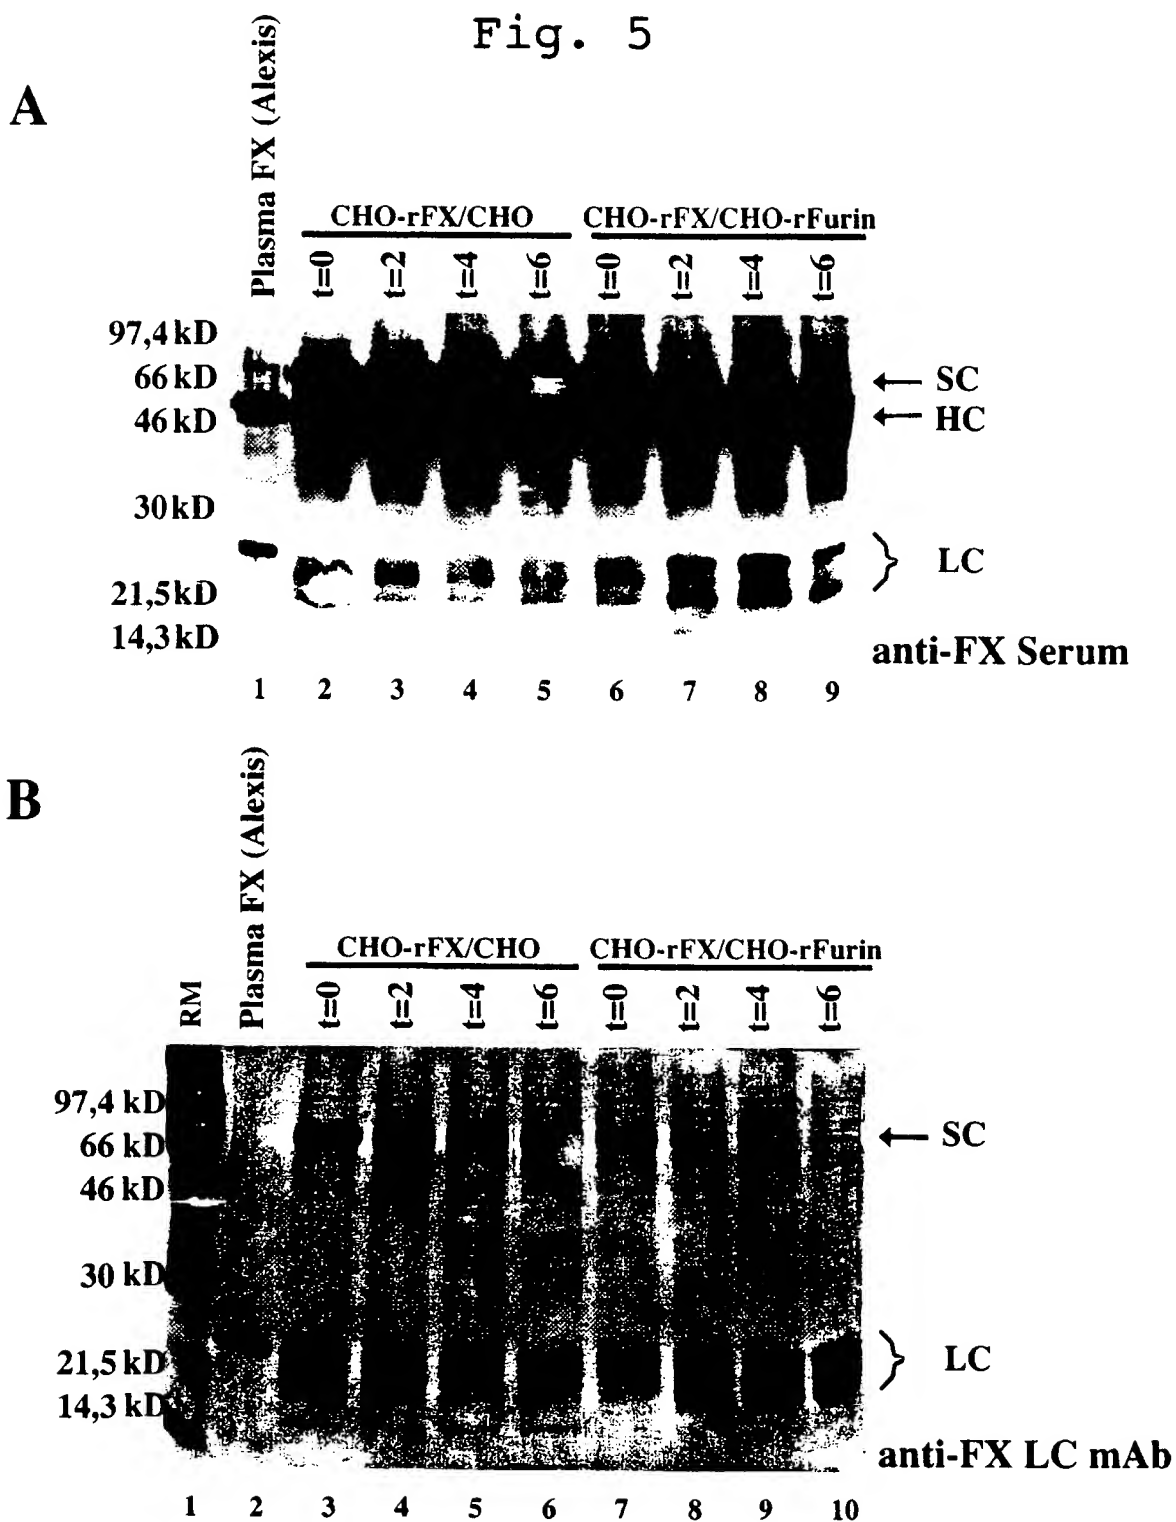 Fig. 5
A
Plasma FX (Alexis)
CHO-rFX/CHO
CHO-rFX/CHO-rFurin
t=0 t=2 t=4 t=6 t=0 t=2 t=4 t=6
97,4 kD
66 kD
46 kD
30 kD
21,5 kD
14,3 kD
SC
HC
LC
anti-FX Serum
1 2 3 4 5 6 7 8 9
B
RM
Plasma FX (Alexis)
CHO-rFX/CHO
CHO-rFX/CHO-rFurin
t=0 t=2 t=4 t=6 t=0 t=2 t=4 t=6
97,4 kD
66 kD
46 kD
30 kD
21,5 kD
14,3 kD
SC
LC
anti-FX LC mAb
1 2 3 4 5 6 7 8 9 10